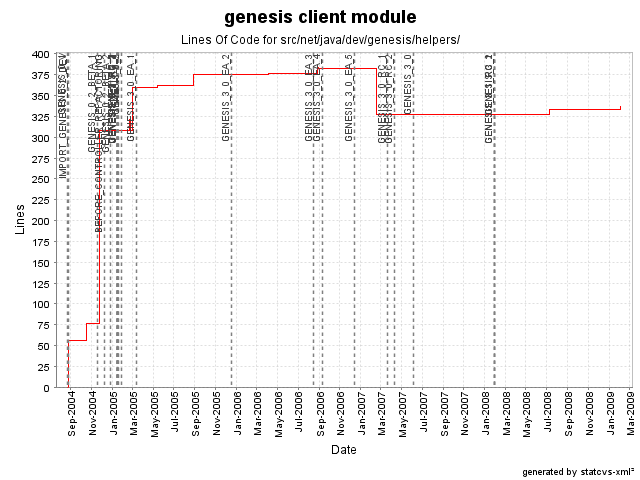 genesis client module
Lines Of Code for src/net/java/dev/genesis/helpers/
Lines
400
375
350
325
300
275
250
225
200
175
150
125
100
75
50
25
0
GENESIS_3_0_EA_1
GENESIS_3_0_EA_2
GENESIS_3_0_EA_3
GENESIS_3_0_EA_4
GENESIS_3_0_EA_5
GENESIS_3_0
Sep-2004
Nov-2004
Jan-2005
Mar-2005
May-2005
Jul-2005
Sep-2005
Nov-2005
Jan-2006
Mar-2006
May-2006
Jul-2006
Sep-2006
Nov-2006
Jan-2007
Mar-2007
May-2007
Jul-2007
Sep-2007
Nov-2007
Jan-2008
Mar-2008
May-2008
Jul-2008
Sep-2008
Nov-2008
Jan-2009
Mar-2009
Date
generated by statcvs-xml²